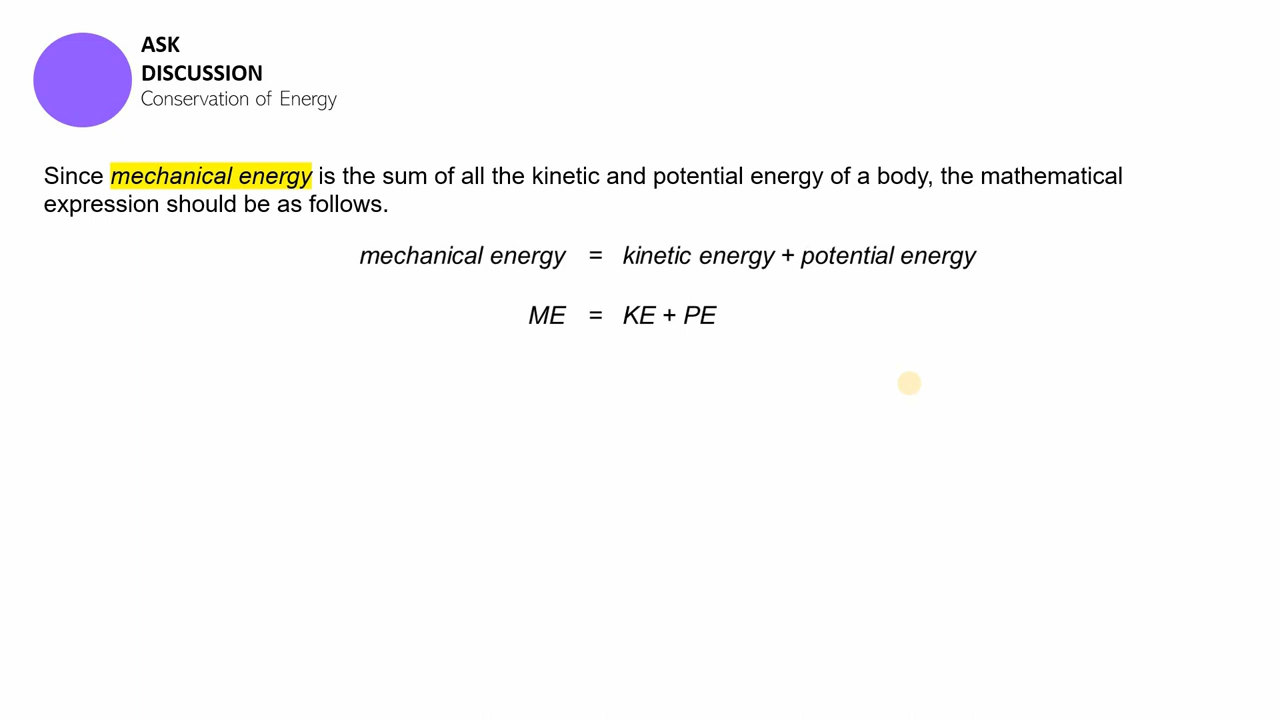 ASK
DISCUSSION
Conservation of Energy
Since mechanical energy is the sum of all the kinetic and potential energy of a body, the mathematical
expression should be as follows.
mechanical energy = kinetic energy + potential energy
ME = KE + PE